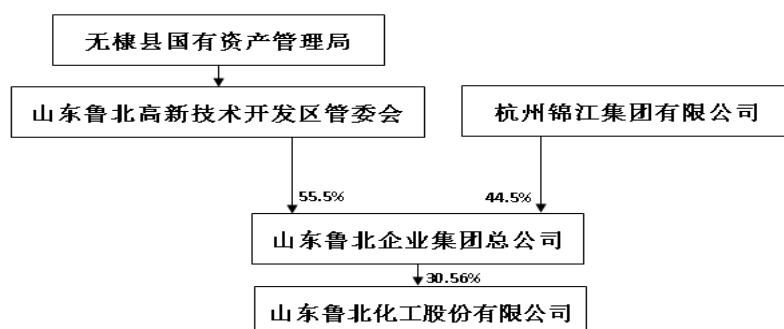 无棣县国有资产管理局
山东鲁北高新技术开发区管委会
杭州锦江集团有限公司
55.5%
44.5%
山东鲁北企业集团总公司
30.56%
山东鲁北化工股份有限公司